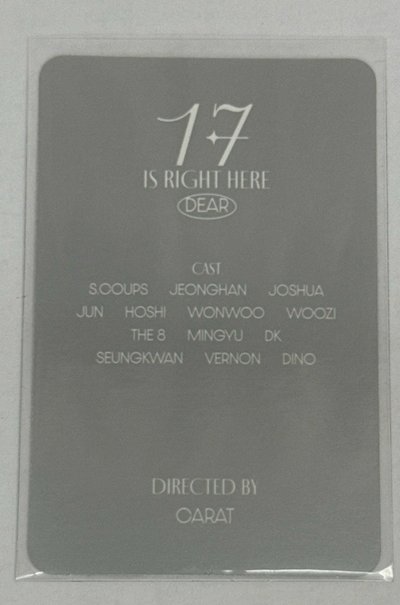 17
IS RIGHT HERE
DEAR
CAST
S.COUPS JEONGHAN JOSHUA
JUN HOSHI WONWOO WOOZI
THE 8 MINGYU DK
SEUNGKWAN VERNON DINO
DIRECTED BY
CARAT